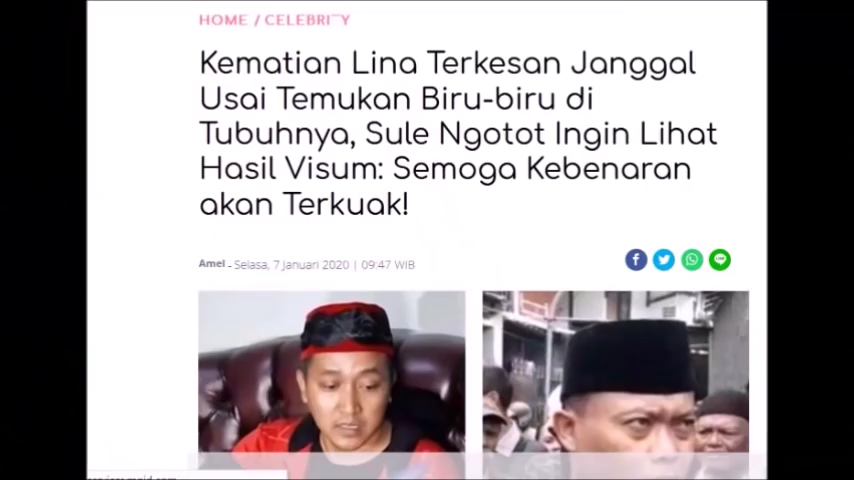 HOME / CELEBRITY
Kematian Lina Terkesan Janggal
Usai Temukan Biru-biru di
Tubuhnya, Sule Ngotot Ingin Lihat
Hasil Visum: Semoga Kebenaran
akan Terkuak!
Amel - Selasa, 7 Januari 2020 | 09:47 WIB